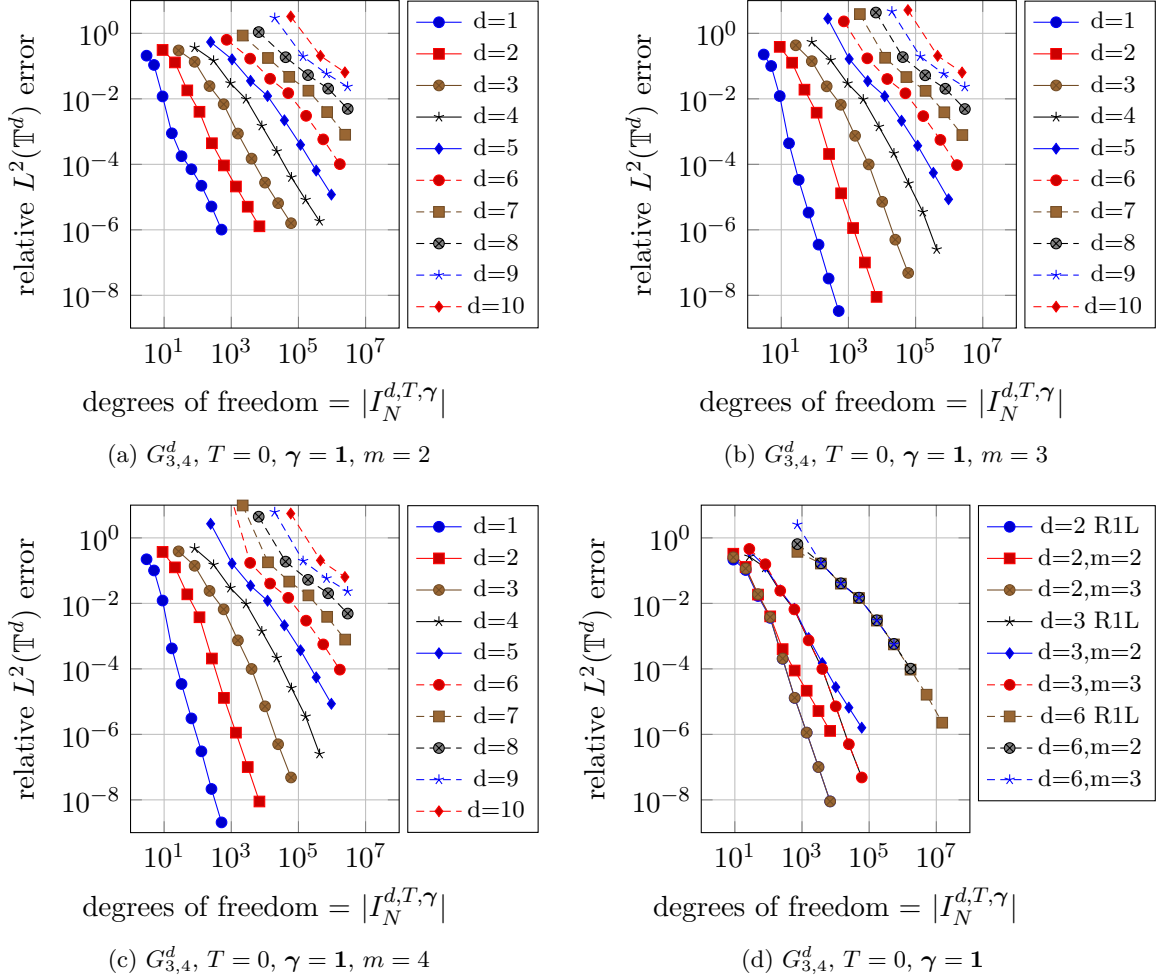 10^0
10^{-2}
10^{-4}
10^{-6}
10^{-8}
10^1
10^3
10^5
10^7
relative L^2(𝕋^d) error
degrees of freedom = |I_N^{d,T,γ}|
d=1
d=2
d=3
d=4
d=5
d=6
d=7
d=8
d=9
d=10
(a) G^d_{3,4}, T = 0, γ = 1, m = 2
10^0
10^{-2}
10^{-4}
10^{-6}
10^{-8}
10^1
10^3
10^5
10^7
relative L^2(𝕋^d) error
degrees of freedom = |I_N^{d,T,γ}|
d=1
d=2
d=3
d=4
d=5
d=6
d=7
d=8
d=9
d=10
(b) G^d_{3,4}, T = 0, γ = 1, m = 3
10^0
10^{-2}
10^{-4}
10^{-6}
10^{-8}
10^1
10^3
10^5
10^7
relative L^2(𝕋^d) error
degrees of freedom = |I_N^{d,T,γ}|
d=1
d=2
d=3
d=4
d=5
d=6
d=7
d=8
d=9
d=10
(c) G^d_{3,4}, T = 0, γ = 1, m = 4
10^0
10^{-2}
10^{-4}
10^{-6}
10^{-8}
10^1
10^3
10^5
10^7
relative L^2(𝕋^d) error
degrees of freedom = |I_N^{d,T,γ}|
d=2 R1L
d=2,m=2
d=2,m=3
d=3 R1L
d=3,m=2
d=3,m=3
d=6 R1L
d=6,m=2
d=6,m=3
(d) G^d_{3,4}, T = 0, γ = 1